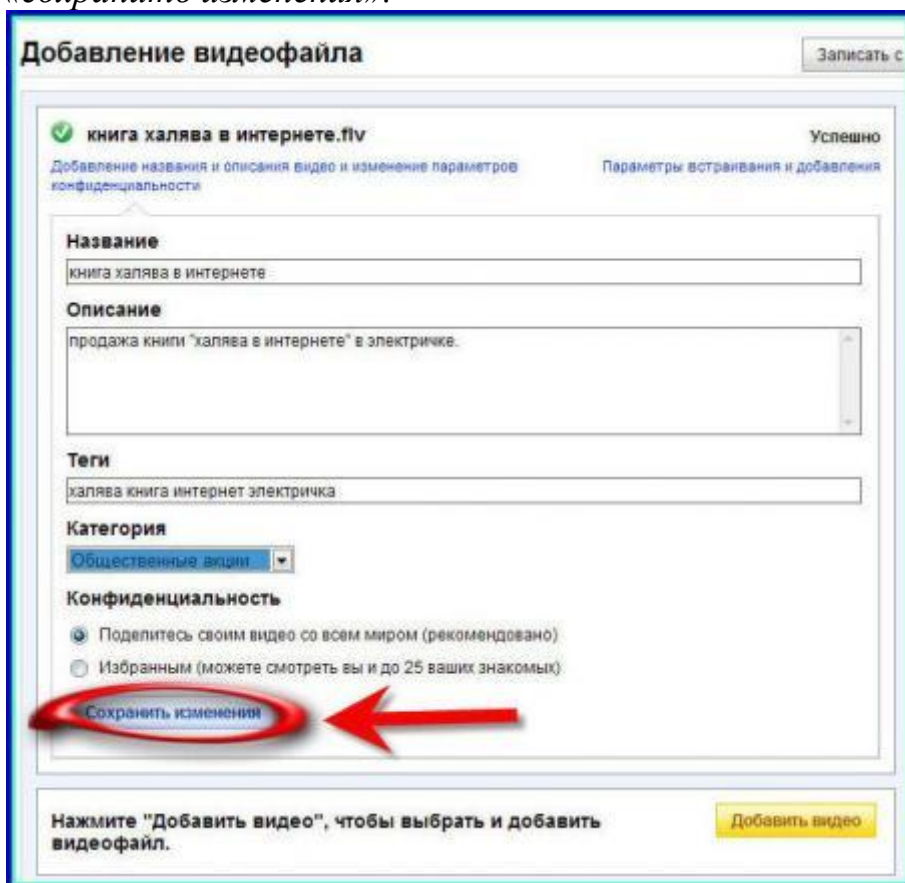 «сохранить изменения».
Добавление видеофайла
Записать с
книга халява в интернете.flv
Успешно
Добавление названия и описания видео и изменение параметров
конфиденциальности
Параметры встраивания и добавления
Название
книга халява в интернете
Описание
продажа книги "халява в интернете" в электричке.
Теги
халява книга интернет электричка
Категория
Общественные акции
Конфиденциальность
Поделитесь своим видео со всем миром (рекомендовано)
Избранным (можете смотреть вы и до 25 ваших знакомых)
Сохранить изменения
Нажмите "Добавить видео", чтобы выбрать и добавить
видеофайл.
Добавить видео